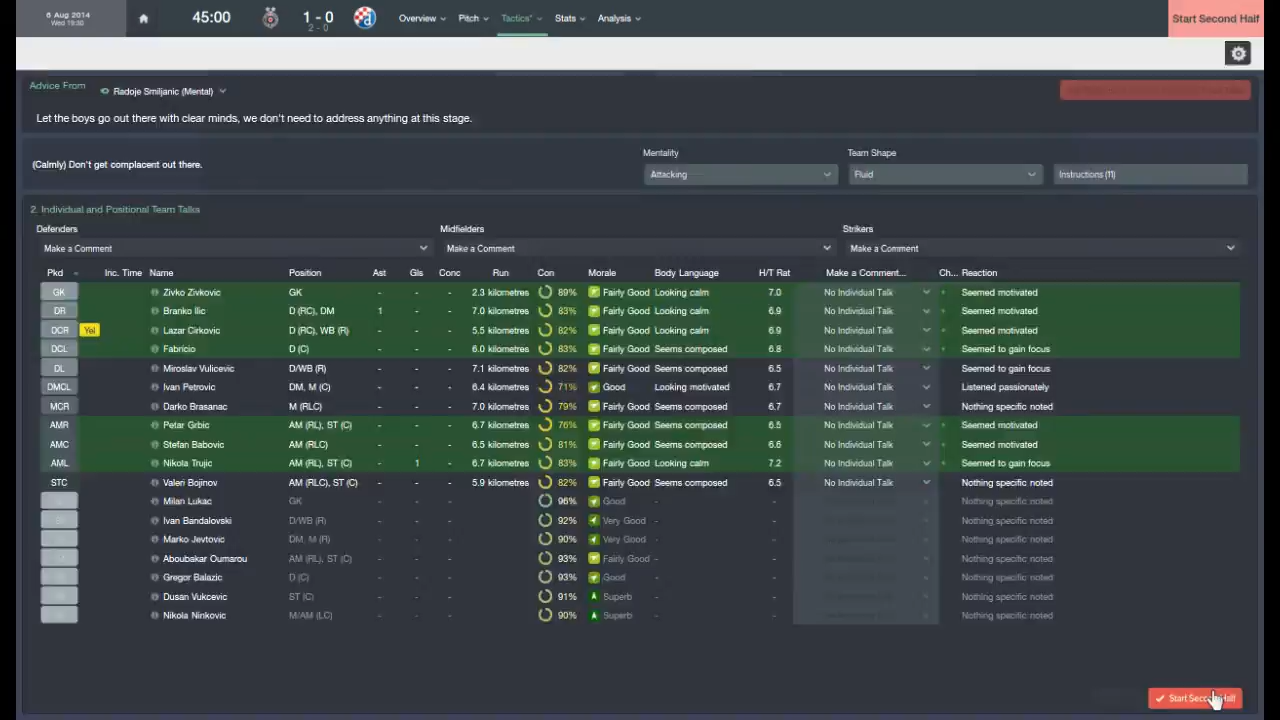 6 Aug 2014
Wed 19:50
45:00
1 - 0
2 - 0
Overview
Pitch
Tactics*
Stats
Analysis
Start Second Half
Advice From
Radoje Smiljanic (Mental)
Let the boys go out there with clear minds, we don't need to address anything at this stage.
(Calmly) Don't get complacent out there.
Mentality
Team Shape
Attacking
Fluid
Instructions (11)
2. Individual and Positional Team Talks
Defenders Midfielders Strikers
Make a Comment Make a Comment Make a Comment
Pkd Inc. Time Name Position Ast Gls Conc Run Con Morale Body Language H/T Rat Make a Comment... Ch... Reaction
GK Zivko Zivkovic GK - - - 2.3 kilometres 89% Fairly Good Looking calm 7.0 No Individual Talk Seemed motivated
DR Branko Ilic D (RC), DM 1 - - 7.0 kilometres 83% Fairly Good Looking calm 6.9 No Individual Talk Seemed motivated
DCR Yel Lazar Cirkovic D (RC), WB (R) - - - 5.5 kilometres 82% Fairly Good Looking calm 6.9 No Individual Talk Seemed motivated
DCL Fabrício D (C) - - - 6.0 kilometres 83% Fairly Good Seems composed 6.8 No Individual Talk Seemed to gain focus
DL Miroslav Vulicevic D/WB (R) - - - 7.1 kilometres 82% Fairly Good Seems composed 6.5 No Individual Talk Seemed to gain focus
DMCL Ivan Petrovic DM, M (C) - - - 6.4 kilometres 71% Good Looking motivated 6.7 No Individual Talk Listened passionately
MCR Darko Brasanac M (RLC) - - - 7.0 kilometres 79% Fairly Good Seems composed 6.7 No Individual Talk Nothing specific noted
AMR Petar Grbic AM (RL), ST (C) - - - 6.7 kilometres 76% Fairly Good Seems composed 6.5 No Individual Talk Seemed motivated
AMC Stefan Babovic AM (RLC) - - - 6.5 kilometres 81% Fairly Good Seems composed 6.6 No Individual Talk Seemed motivated
AML Nikola Trujic AM (RL), ST (C) - 1 - 6.7 kilometres 83% Fairly Good Looking calm 7.2 No Individual Talk Seemed to gain focus
STC Valeri Bojinov AM (RLC), ST (C) - - - 5.9 kilometres 82% Fairly Good Seems composed 6.5 No Individual Talk Nothing specific noted
Milan Lukac GK - - - 96% Good - - Nothing specific noted
Ivan Bandalovski D/WB (R) - - - 92% Very Good - - Nothing specific noted
Marko Jevtovic DM, M (R) - - - 90% Very Good - - Nothing specific noted
Aboubakar Oumarou AM (RL), ST (C) - - - 93% Fairly Good - - Nothing specific noted
Gregor Balazic D (C) - - - 93% Good - - Nothing specific noted
Dusan Vukcevic ST (C) - - - 91% Superb - - Nothing specific noted
Nikola Ninkovic M/AM (LC) - - - 90% Superb - - Nothing specific noted
Start Second Half